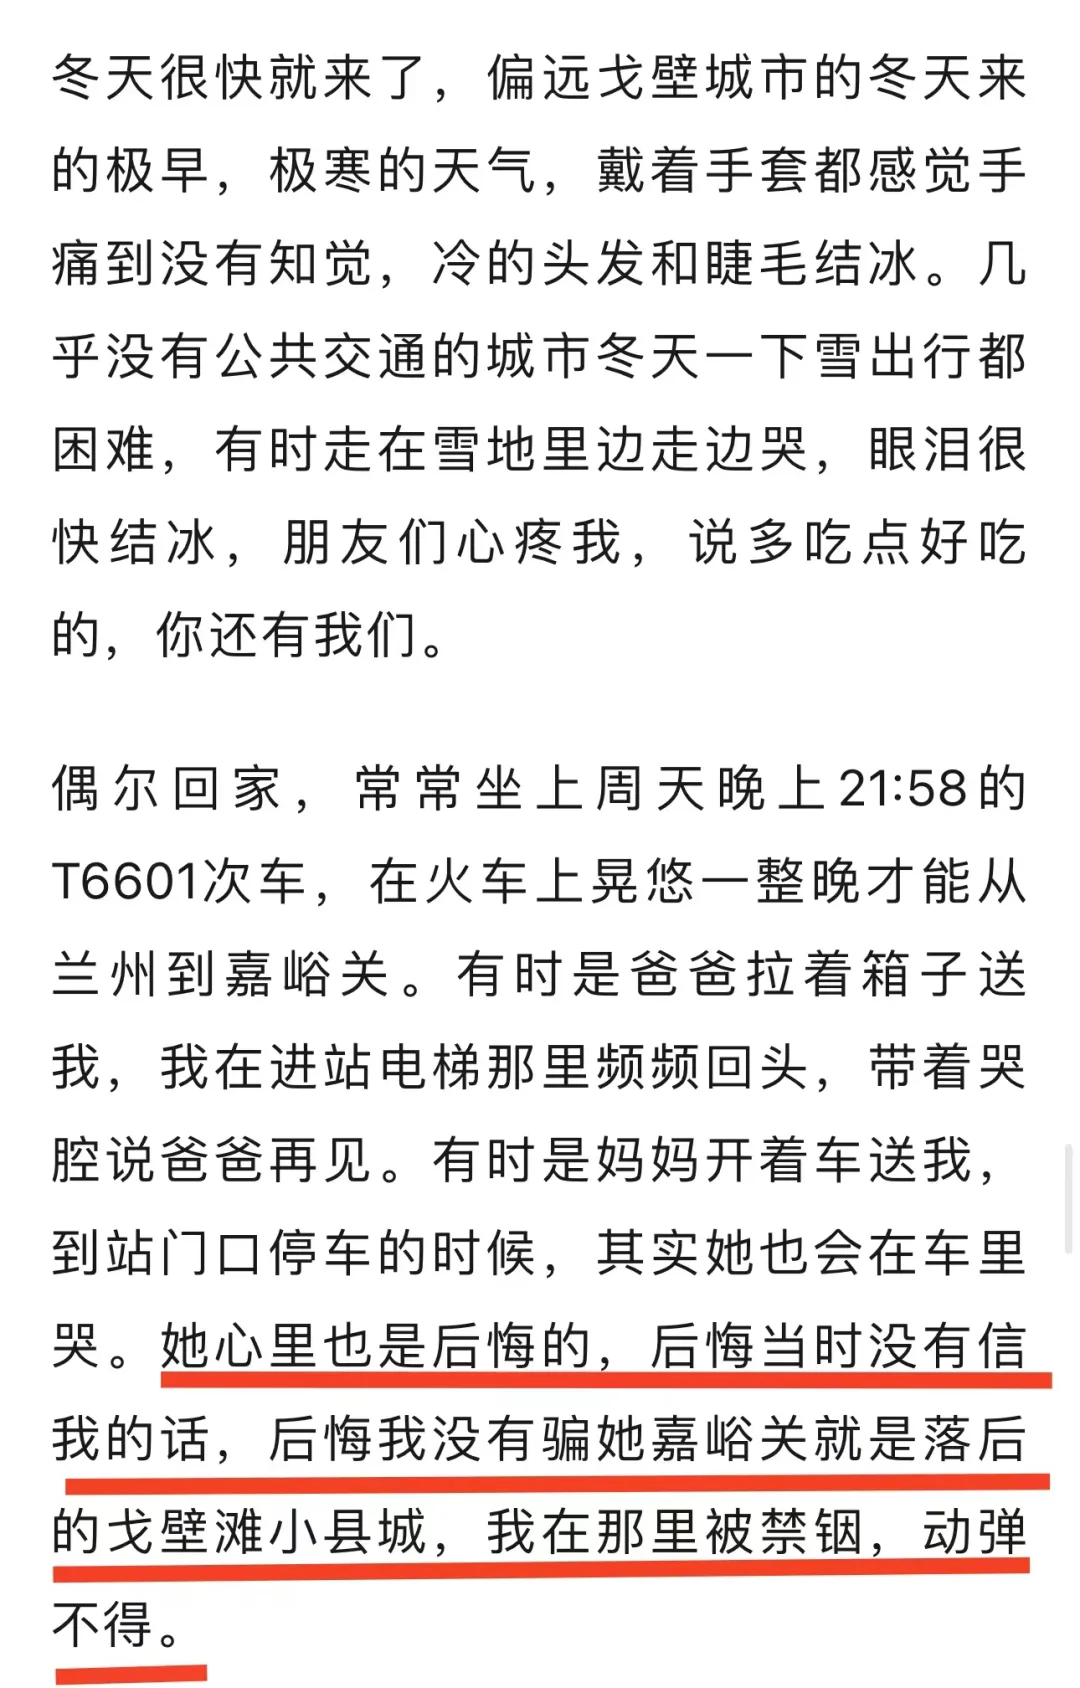 冬天很快就来了，偏远戈壁城市的冬天来
的极早，极寒的天气，戴着手套都感觉手
痛到没有知觉，冷的头发和睫毛结冰。几
乎没有公共交通的城市冬天一下雪出行都
困难，有时走在雪地里边走边哭，眼泪很
快结冰，朋友们心疼我，说多吃点好吃
的，你还有我们。
偶尔回家，常常坐上周天晚上21:58的
T6601次车，在火车上晃悠一整晚才能从
兰州到嘉峪关。有时是爸爸拉着箱子送
我，我在进站电梯那里频频回头，带着哭
腔说爸爸再见。有时是妈妈开着车送我，
到站门口停车的时候，其实她也会在车里
哭。她心里也是后悔的，后悔当时没有信
我的话，后悔我没有骗她嘉峪关就是落后
的戈壁滩小县城，我在那里被禁铟，动弹
不得。